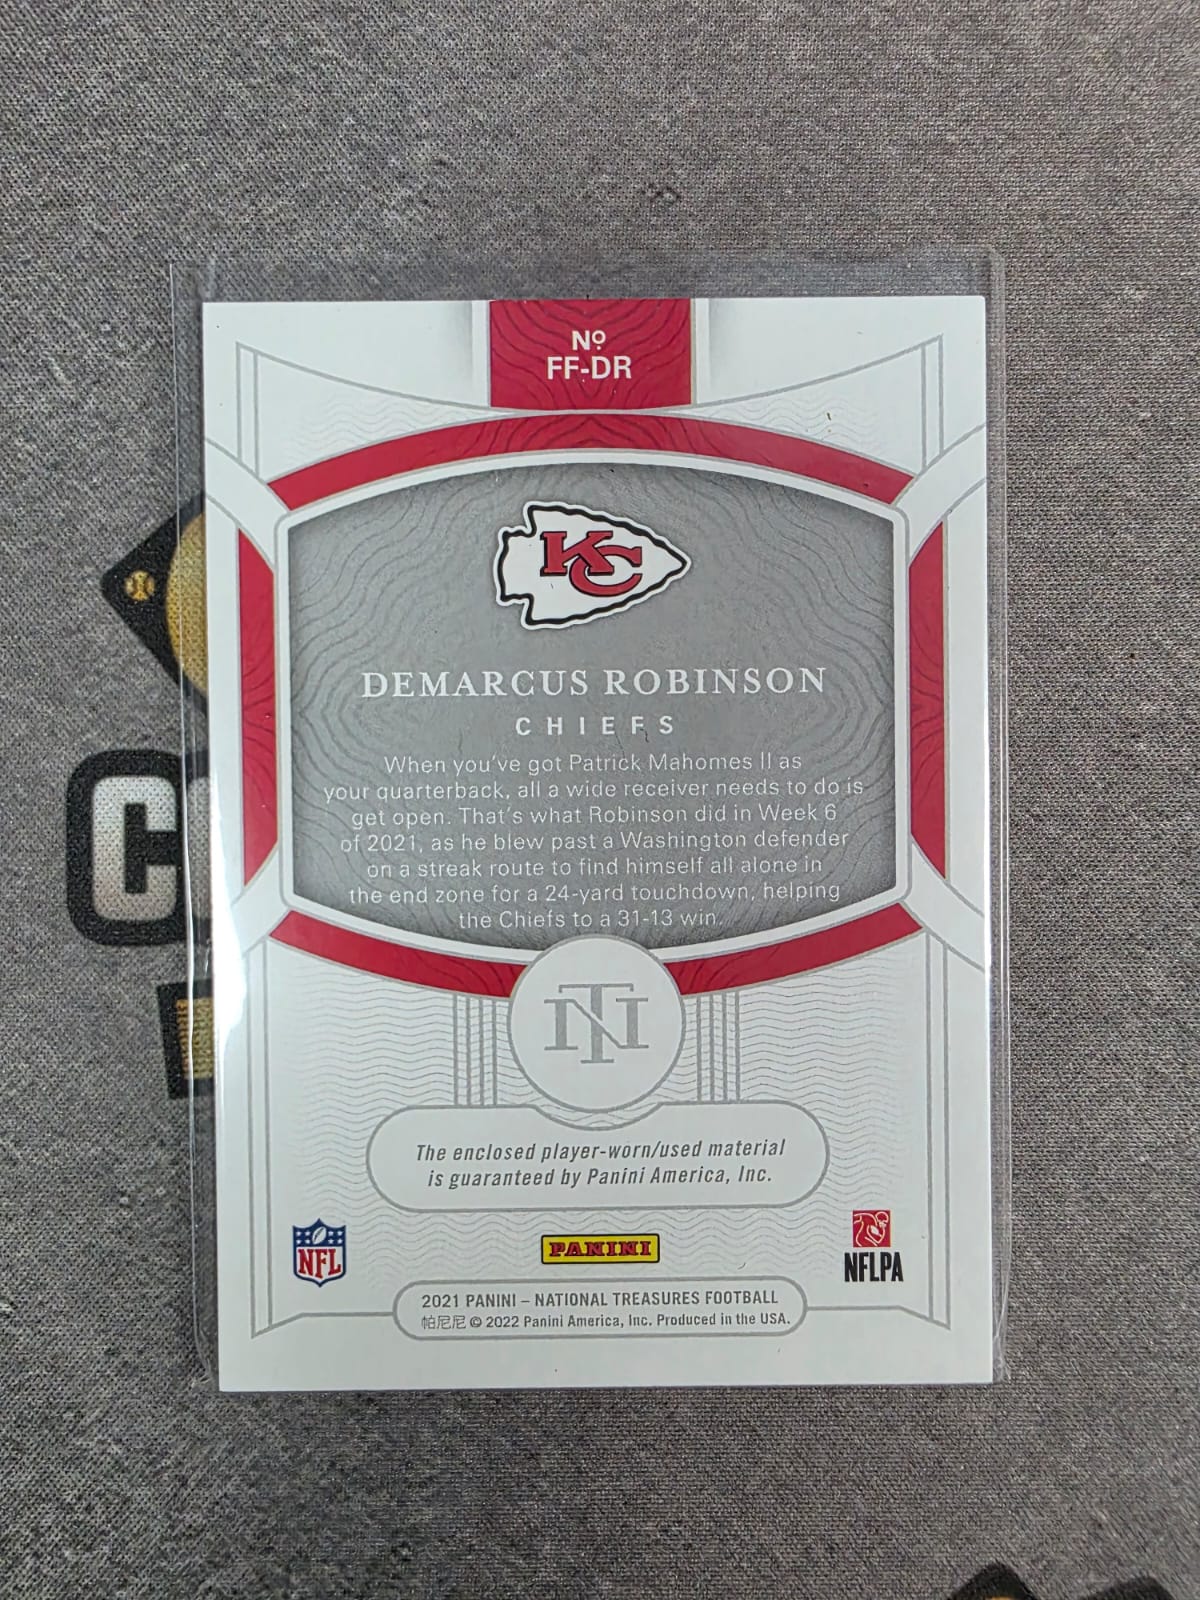 Nº
FF-DR
KC
DEMARCUS ROBINSON
CHIEFS
When you've got Patrick Mahomes II as
your quarterback, all a wide receiver needs to do is
get open. That's what Robinson did in Week 6
of 2021, as he blew past a Washington defender
on a streak route to find himself all alone in
the end zone for a 24-yard touchdown, helping
the Chiefs to a 31-13 win.
NT
The enclosed player-worn/used material
is guaranteed by Panini America, Inc.
NFL
PANINI
NFLPA
2021 PANINI – NATIONAL TREASURES FOOTBALL
帕尼尼 © 2022 Panini America, Inc. Produced in the USA.